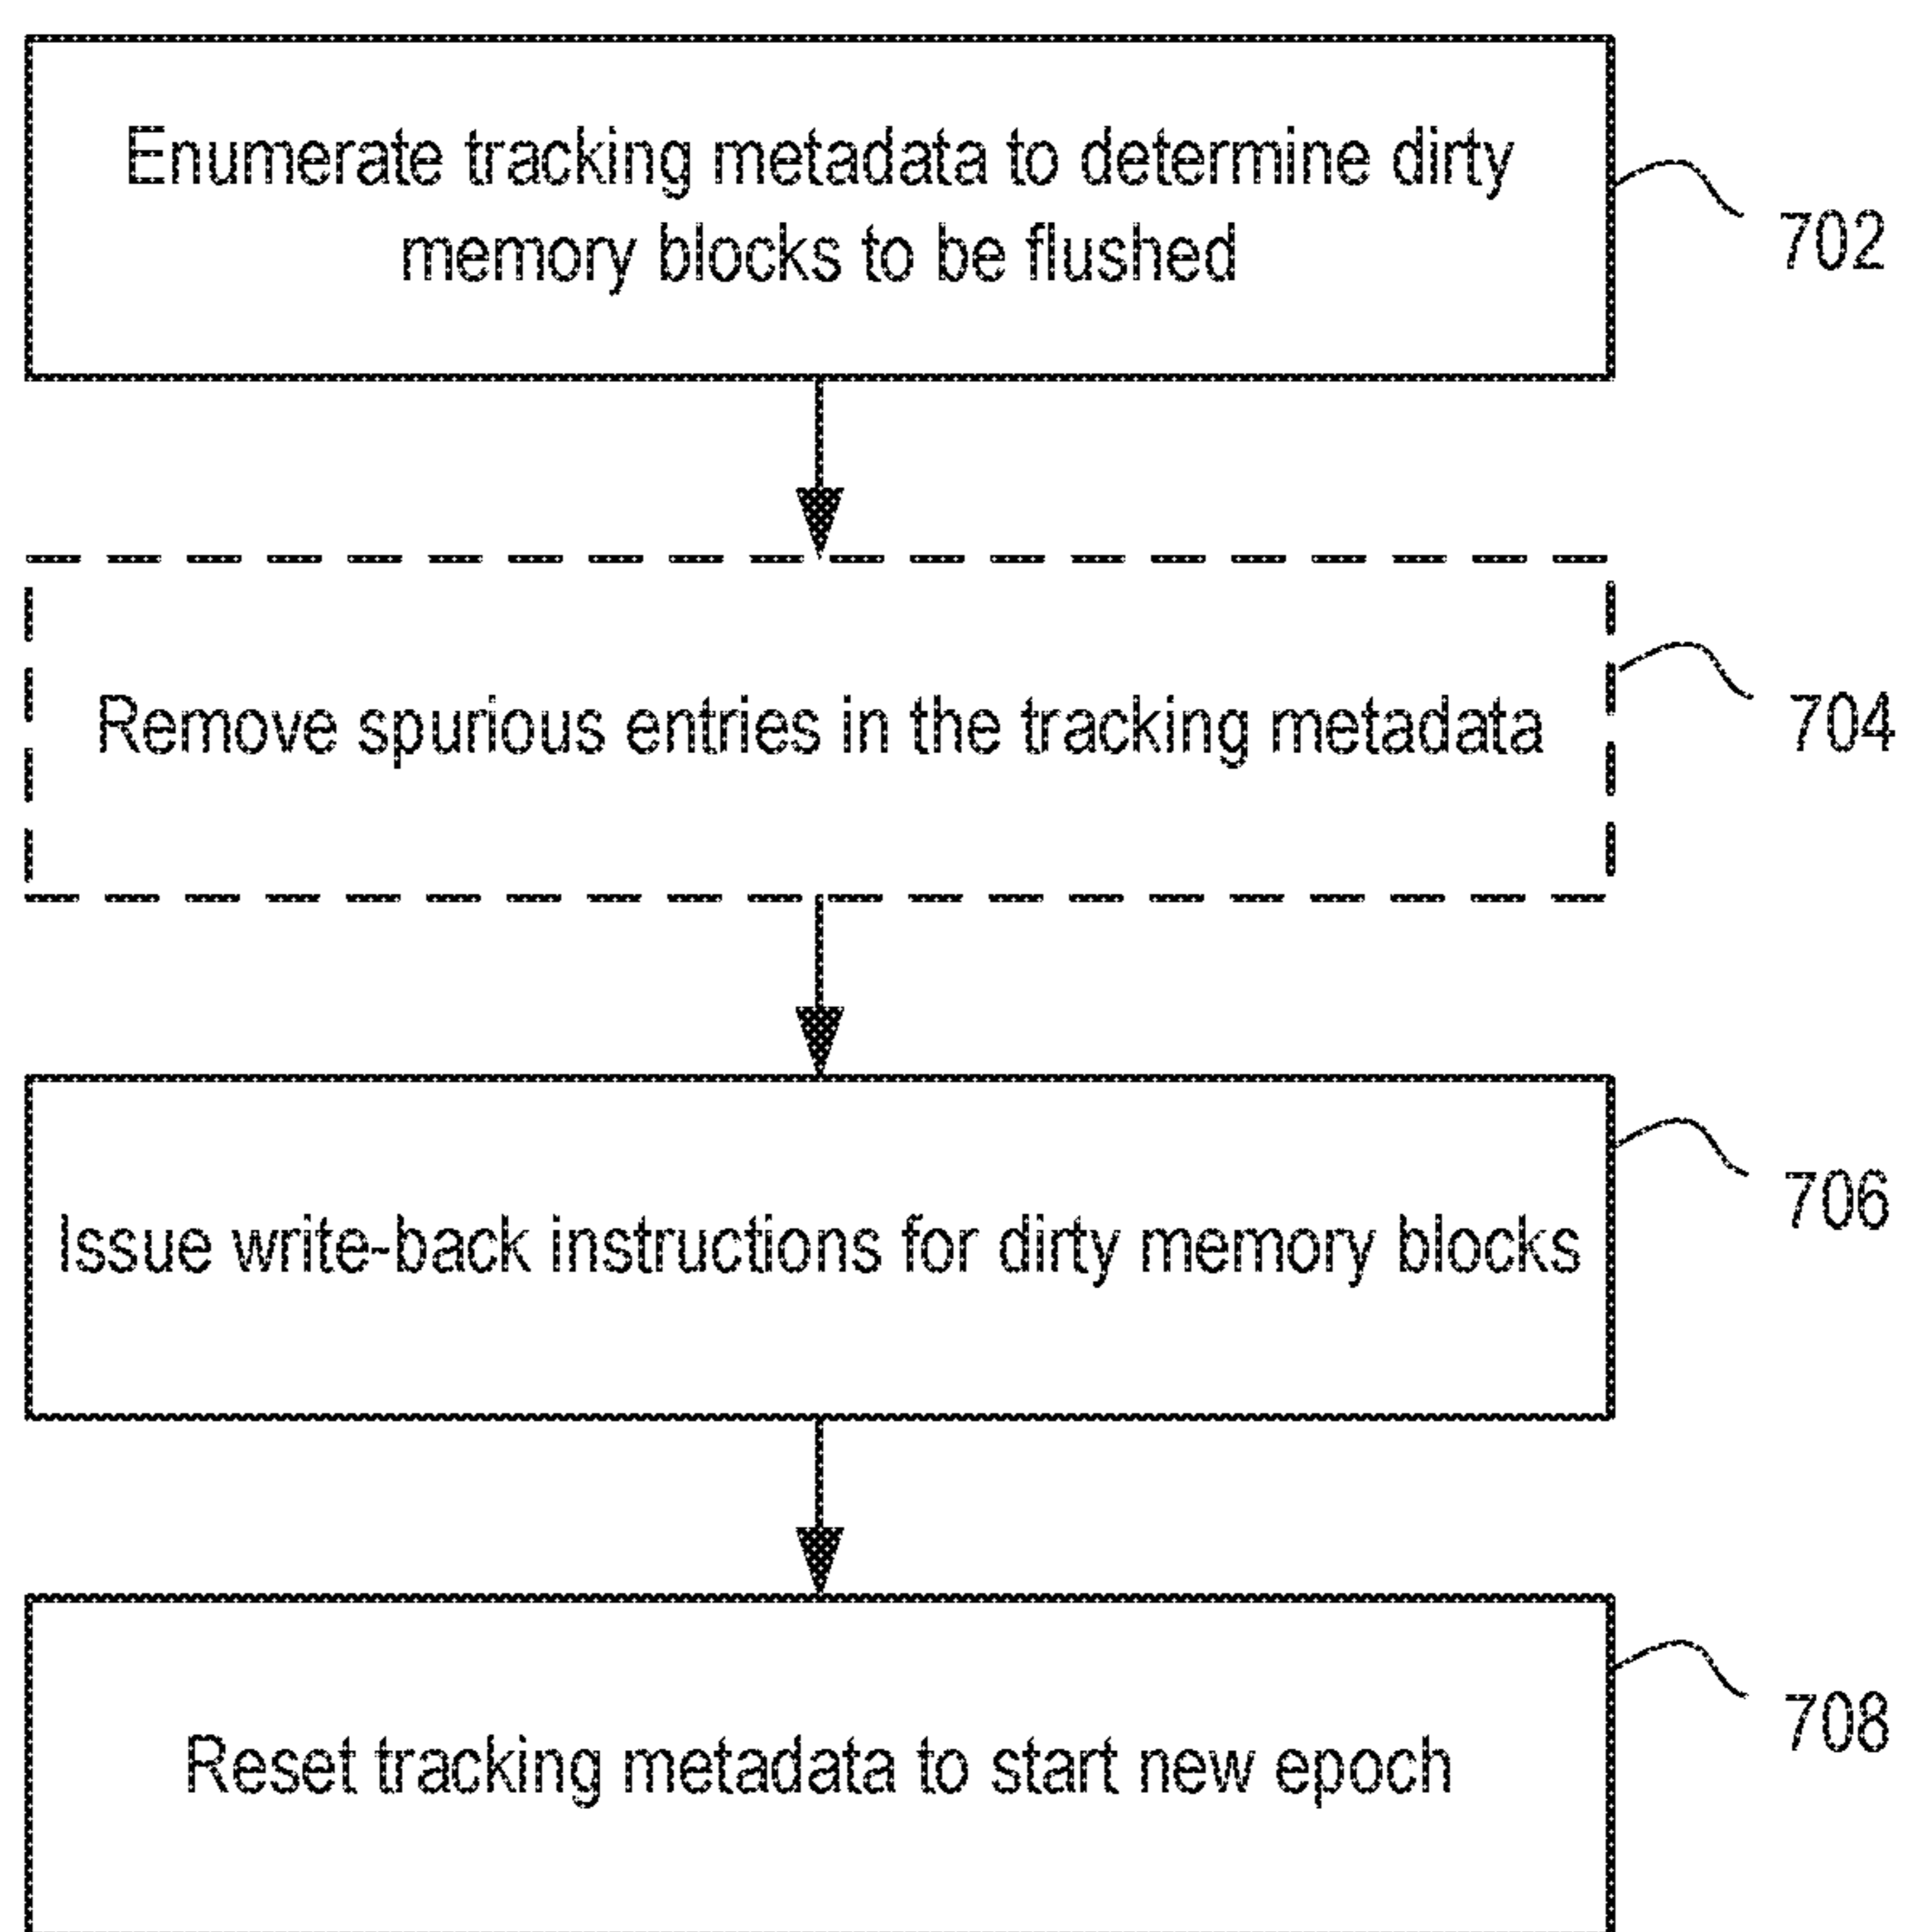 Enumerate tracking metadata to determine dirty
memory blocks to be flushed
702
Remove spurious entries in the tracking metadata
704
Issue write-back instructions for dirty memory blocks
706
Reset tracking metadata to start new epoch
708